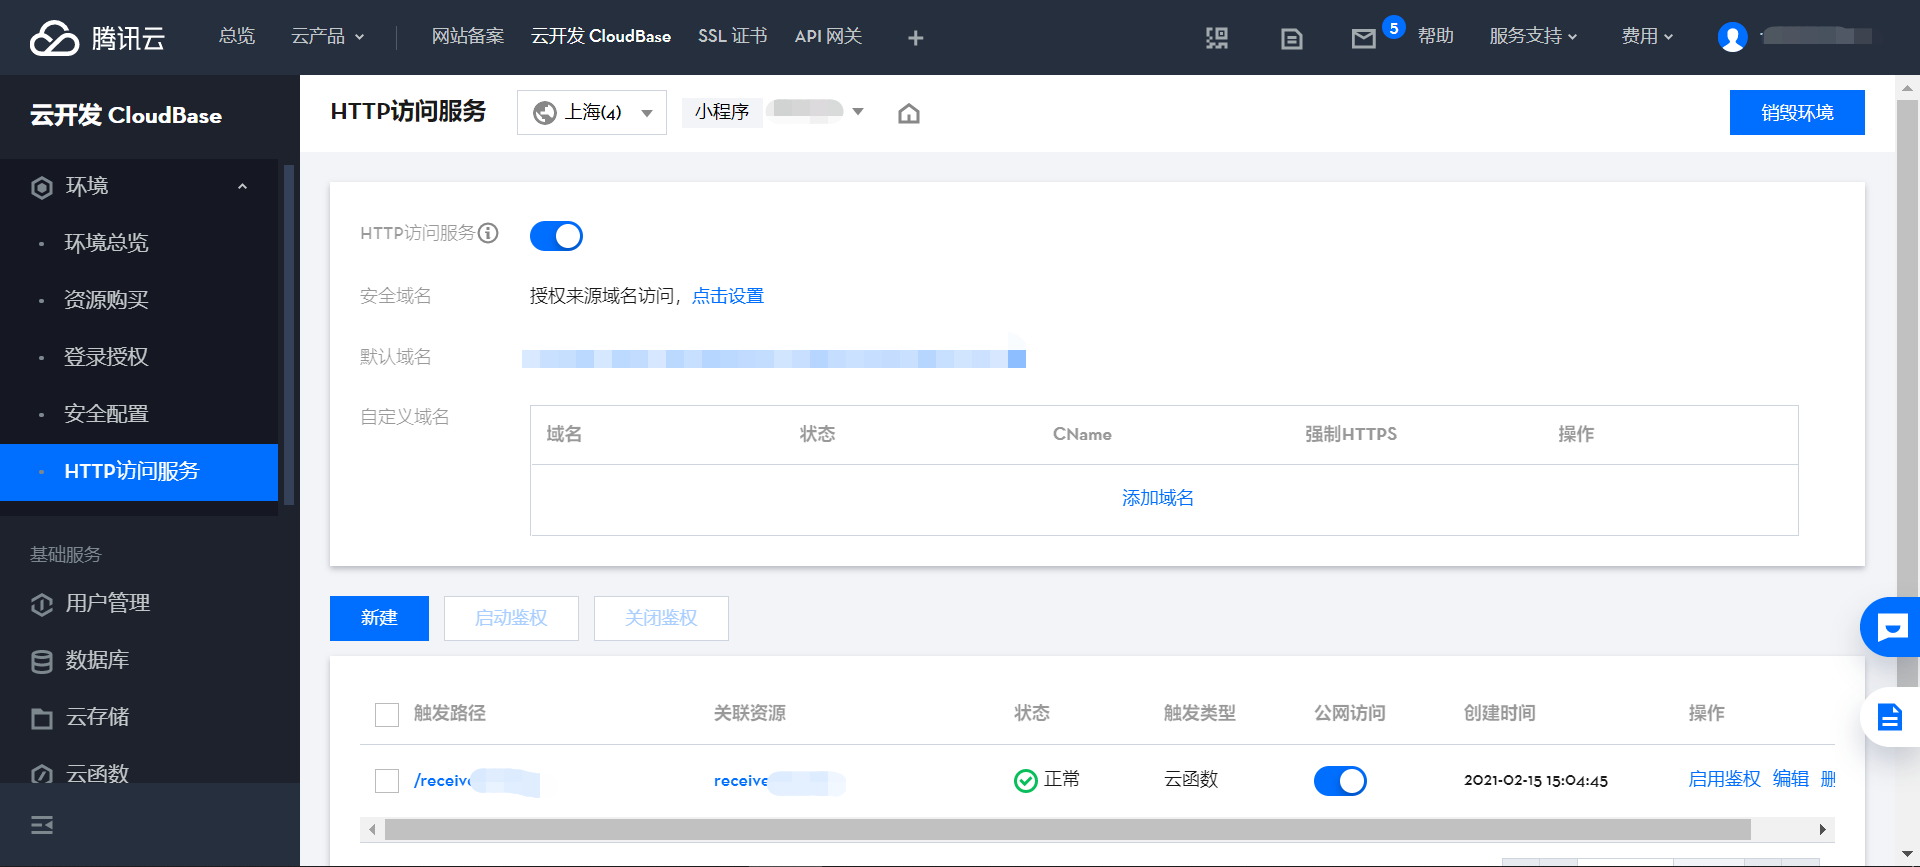 腾讯云 总览 云产品 网站备案 云开发 CloudBase SSL 证书 API 网关 + 5 帮助 服务支持 费用
云开发 CloudBase
HTTP访问服务 上海(4) 小程序 销毁环境
环境
环境总览
资源购买
登录授权
安全配置
HTTP访问服务
基础服务
用户管理
数据库
云存储
云函数
HTTP访问服务
安全域名 授权来源域名访问，点击设置
默认域名
自定义域名
域名 状态 CName 强制HTTPS 操作
添加域名
新建 启动鉴权 关闭鉴权
触发路径 关联资源 状态 触发类型 公网访问 创建时间 操作
/receive receive 正常 云函数 2021-02-15 15:04:45 启用鉴权 编辑 删